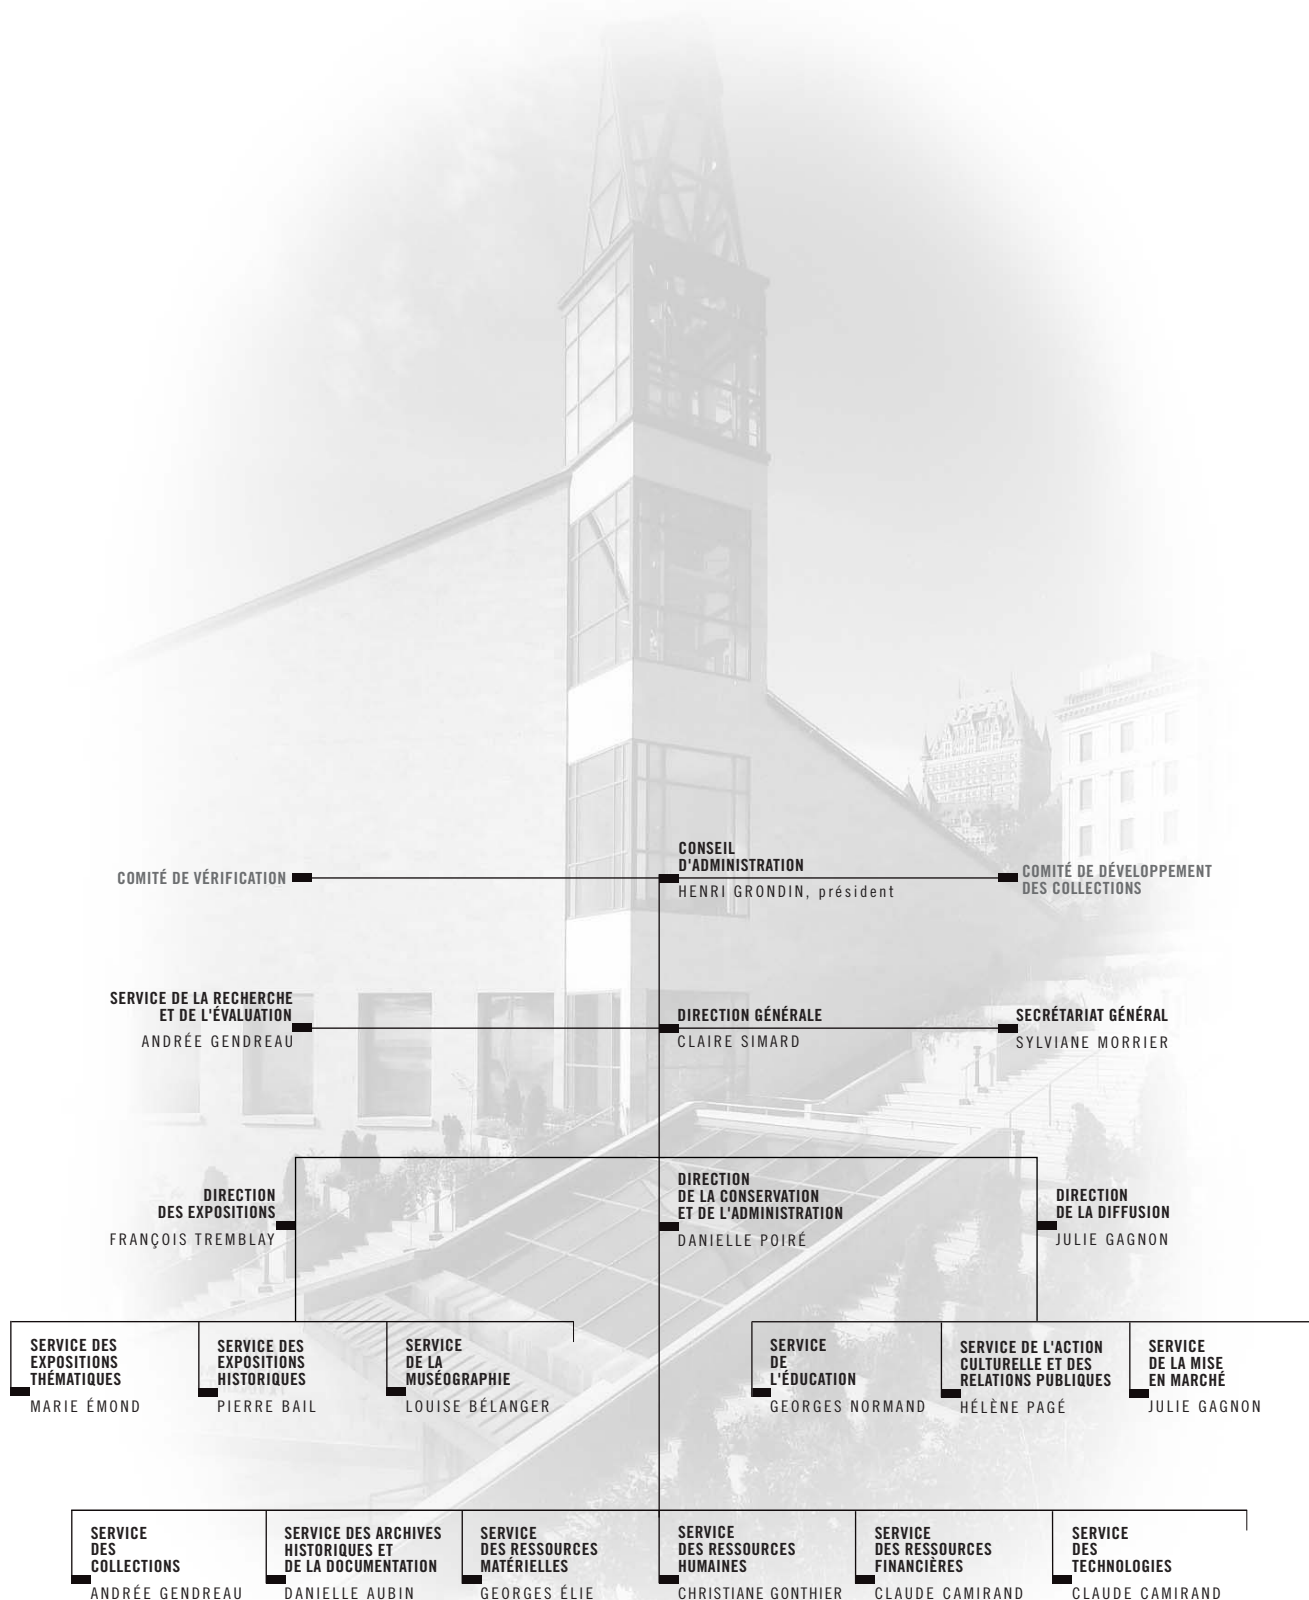 CONSEIL
D'ADMINISTRATION
HENRI GRONDIN, président
COMITÉ DE VÉRIFICATION
COMITÉ DE DÉVELOPPEMENT
DES COLLECTIONS
SERVICE DE LA RECHERCHE
ET DE L'ÉVALUATION
ANDRÉE GENDREAU
DIRECTION GÉNÉRALE
CLAIRE SIMARD
SECRÉTARIAT GÉNÉRAL
SYLVIANE MORRIER
DIRECTION
DES EXPOSITIONS
FRANÇOIS TREMBLAY
DIRECTION
DE LA CONSERVATION
ET DE L'ADMINISTRATION
DANIELLE POIRÉ
DIRECTION
DE LA DIFFUSION
JULIE GAGNON
SERVICE DES
EXPOSITIONS
THÉMATIQUES
MARIE ÉMOND
SERVICE DES
EXPOSITIONS
HISTORIQUES
PIERRE BAIL
SERVICE
DE LA
MUSÉOGRAPHIE
LOUISE BÉLANGER
SERVICE
DE
L'ÉDUCATION
GEORGES NORMAND
SERVICE DE L'ACTION
CULTURELLE ET DES
RELATIONS PUBLIQUES
HÉLÈNE PAGÉ
SERVICE
DE LA MISE
EN MARCHÉ
JULIE GAGNON
SERVICE
DES
COLLECTIONS
ANDRÉE GENDREAU
SERVICE DES ARCHIVES
HISTORIQUES ET
DE LA DOCUMENTATION
DANIELLE AUBIN
SERVICE
DES RESSOURCES
MATÉRIELLES
GEORGES ÉLIE
SERVICE
DES RESSOURCES
HUMAINES
CHRISTIANE GONTHIER
SERVICE
DES RESSOURCES
FINANCIÈRES
CLAUDE CAMIRAND
SERVICE
DES
TECHNOLOGIES
CLAUDE CAMIRAND